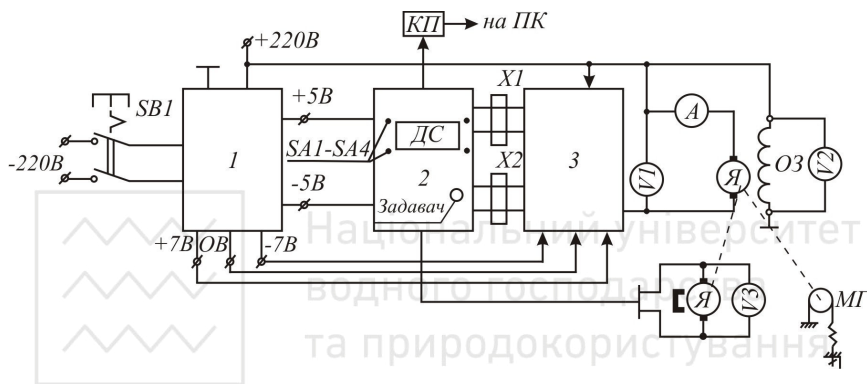 КП → на ПК
+220В
SB1
-220В
1
+5В
-5В
SA1-SA4
ДС
2
Задавач
X1
X2
3
A
V1
Я
ОЗ
V2
+7В ОВ -7В
Я
V3
МГ
Національний університет
водного господарства
та природокористування